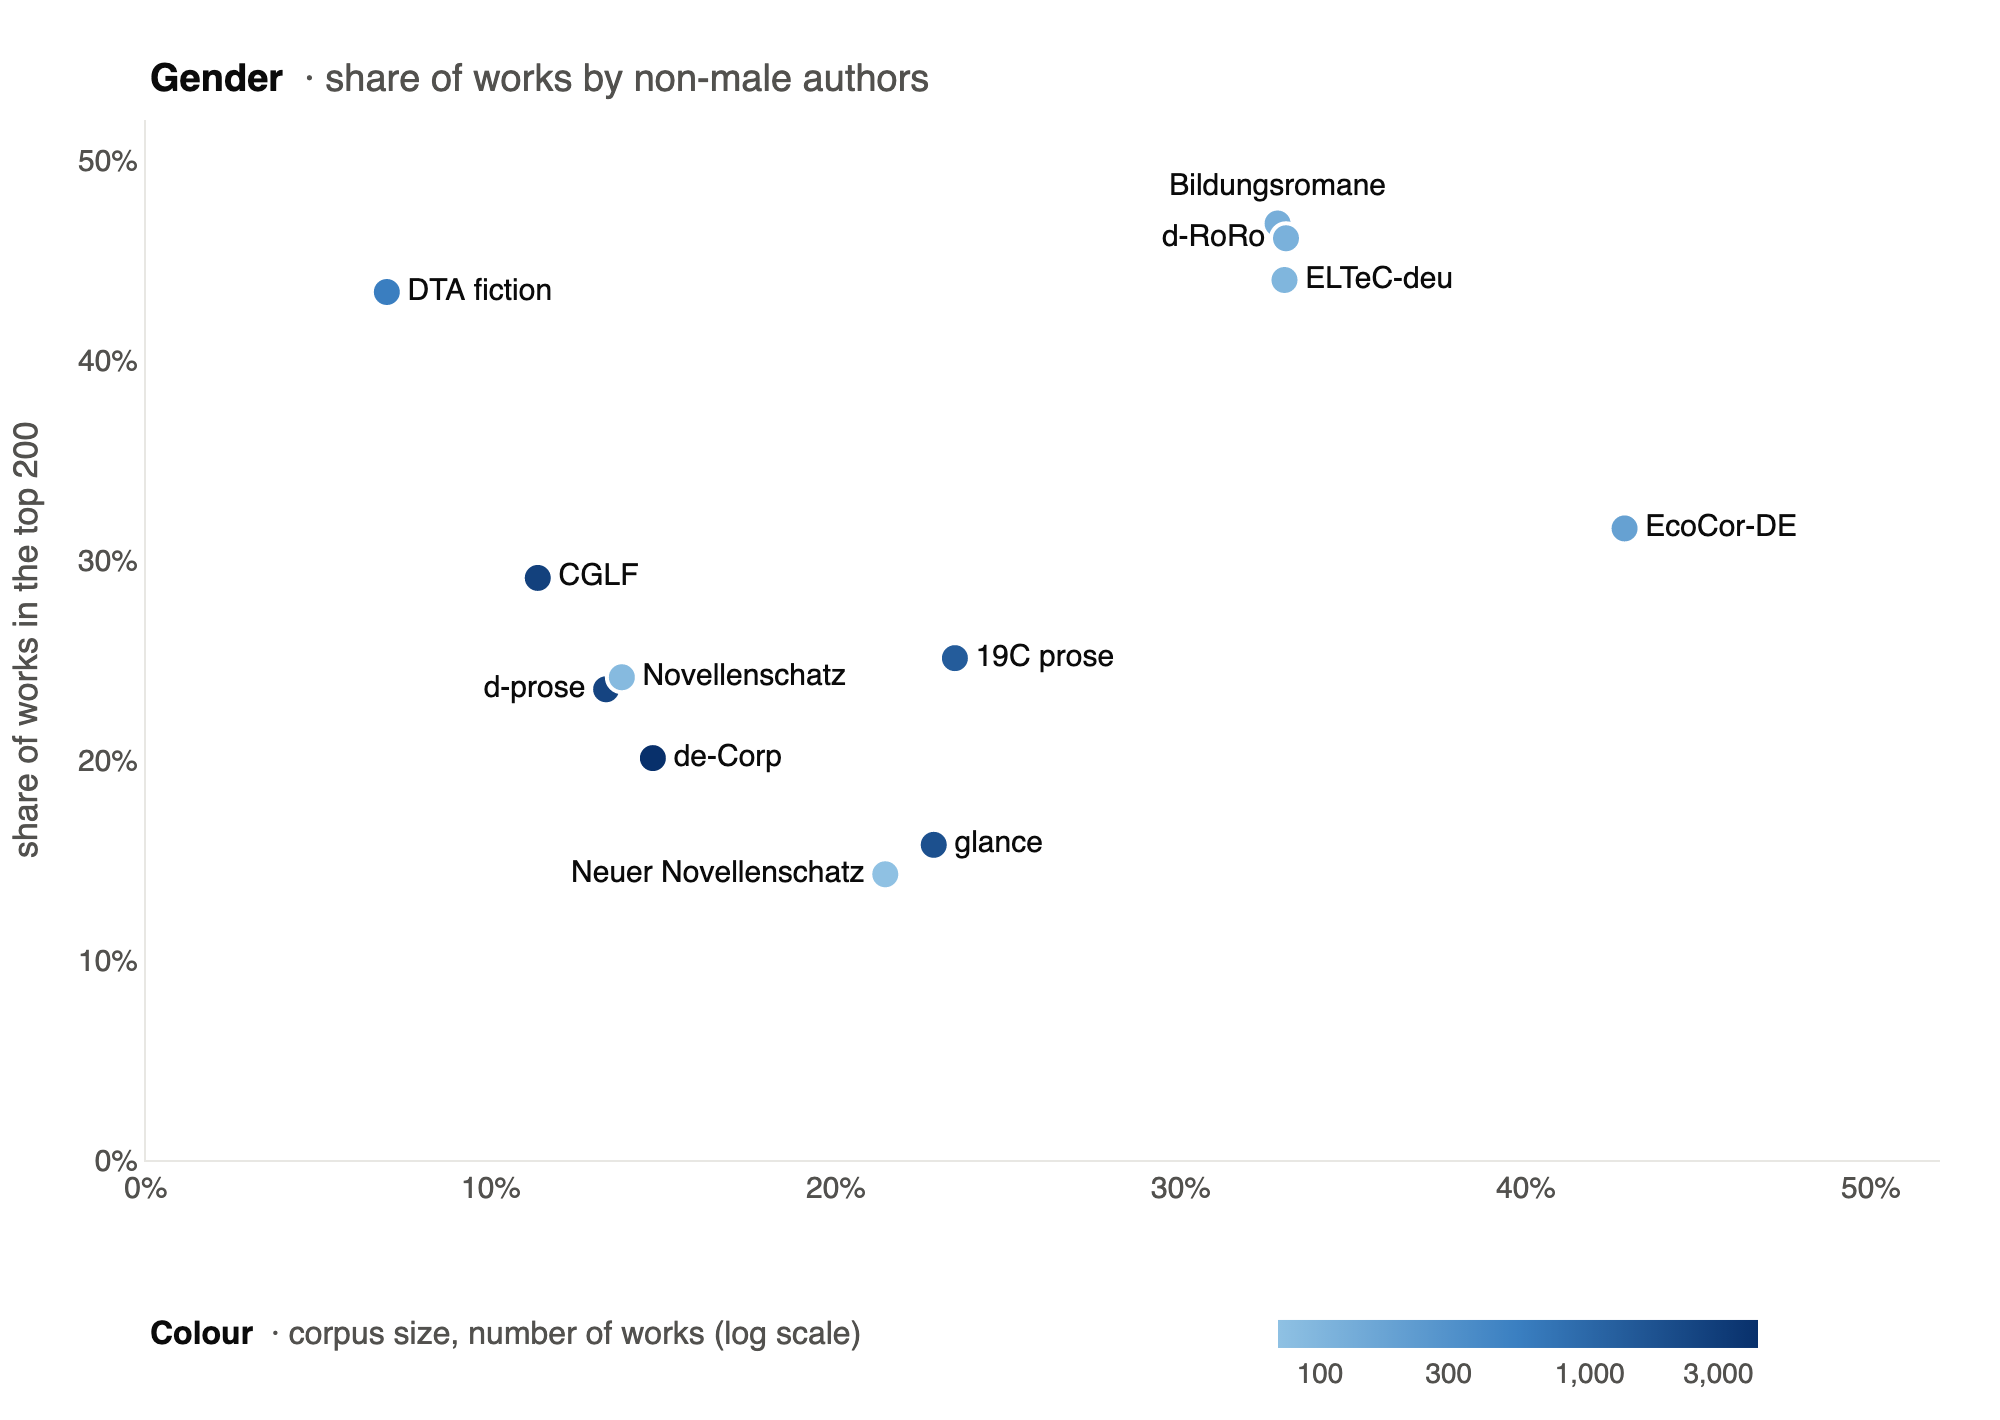 Gender · share of works by non-male authors
50%
Bildungsromane
d-RoRo
ELTeC-deu
DTA fiction
40%
share of works in the top 200
EcoCor-DE
30%
CGLF
19C prose
Novellenschatz
d-prose
20%
de-Corp
glance
Neuer Novellenschatz
10%
0%
0% 10% 20% 30% 40% 50%
Colour · corpus size, number of works (log scale)
100 300 1,000 3,000